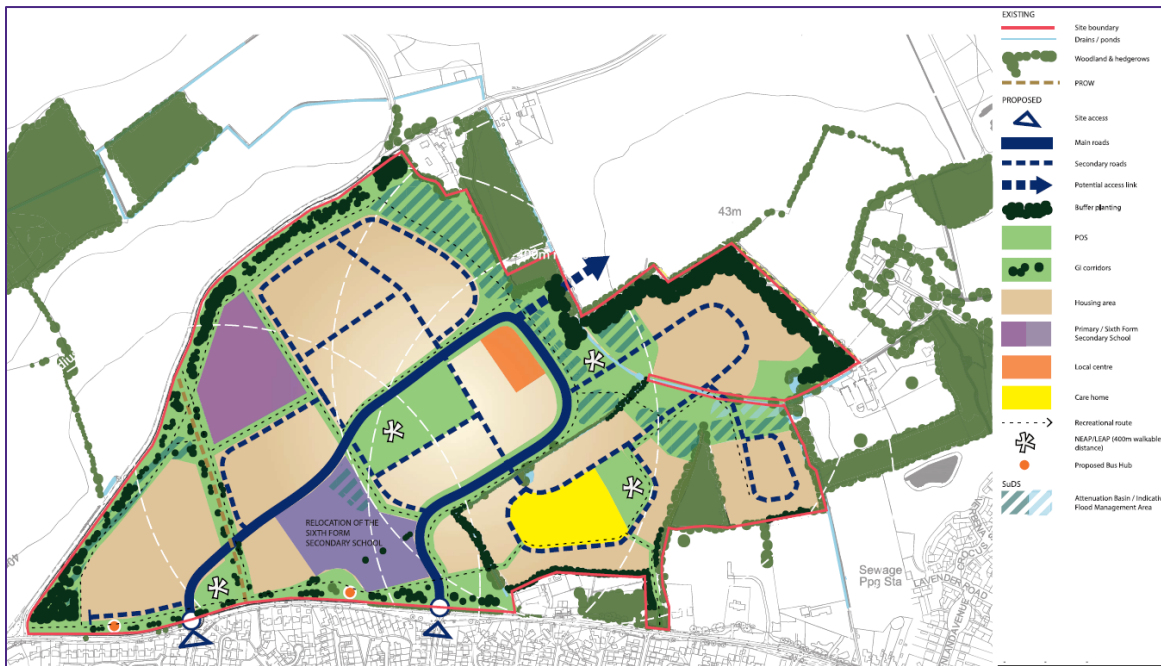 43m
RELOCATION OF THE
SIXTH FORM
SECONDARY SCHOOL
Sewage
Ppg Sta
LAVENDER ROAD
EXISTING
Site boundary
Drains / ponds
Woodland & hedgerows
PROW
PROPOSED
Site access
Main roads
Secondary roads
Potential access link
Buffer planting
POS
GI corridors
Housing area
Primary / Sixth Form
Secondary School
Local centre
Care home
Recreational route
NEAP/LEAP (400m walkable
distance)
Proposed Bus Hub
SuDS
Attenuation Basin / Indicativ
Flood Management Area